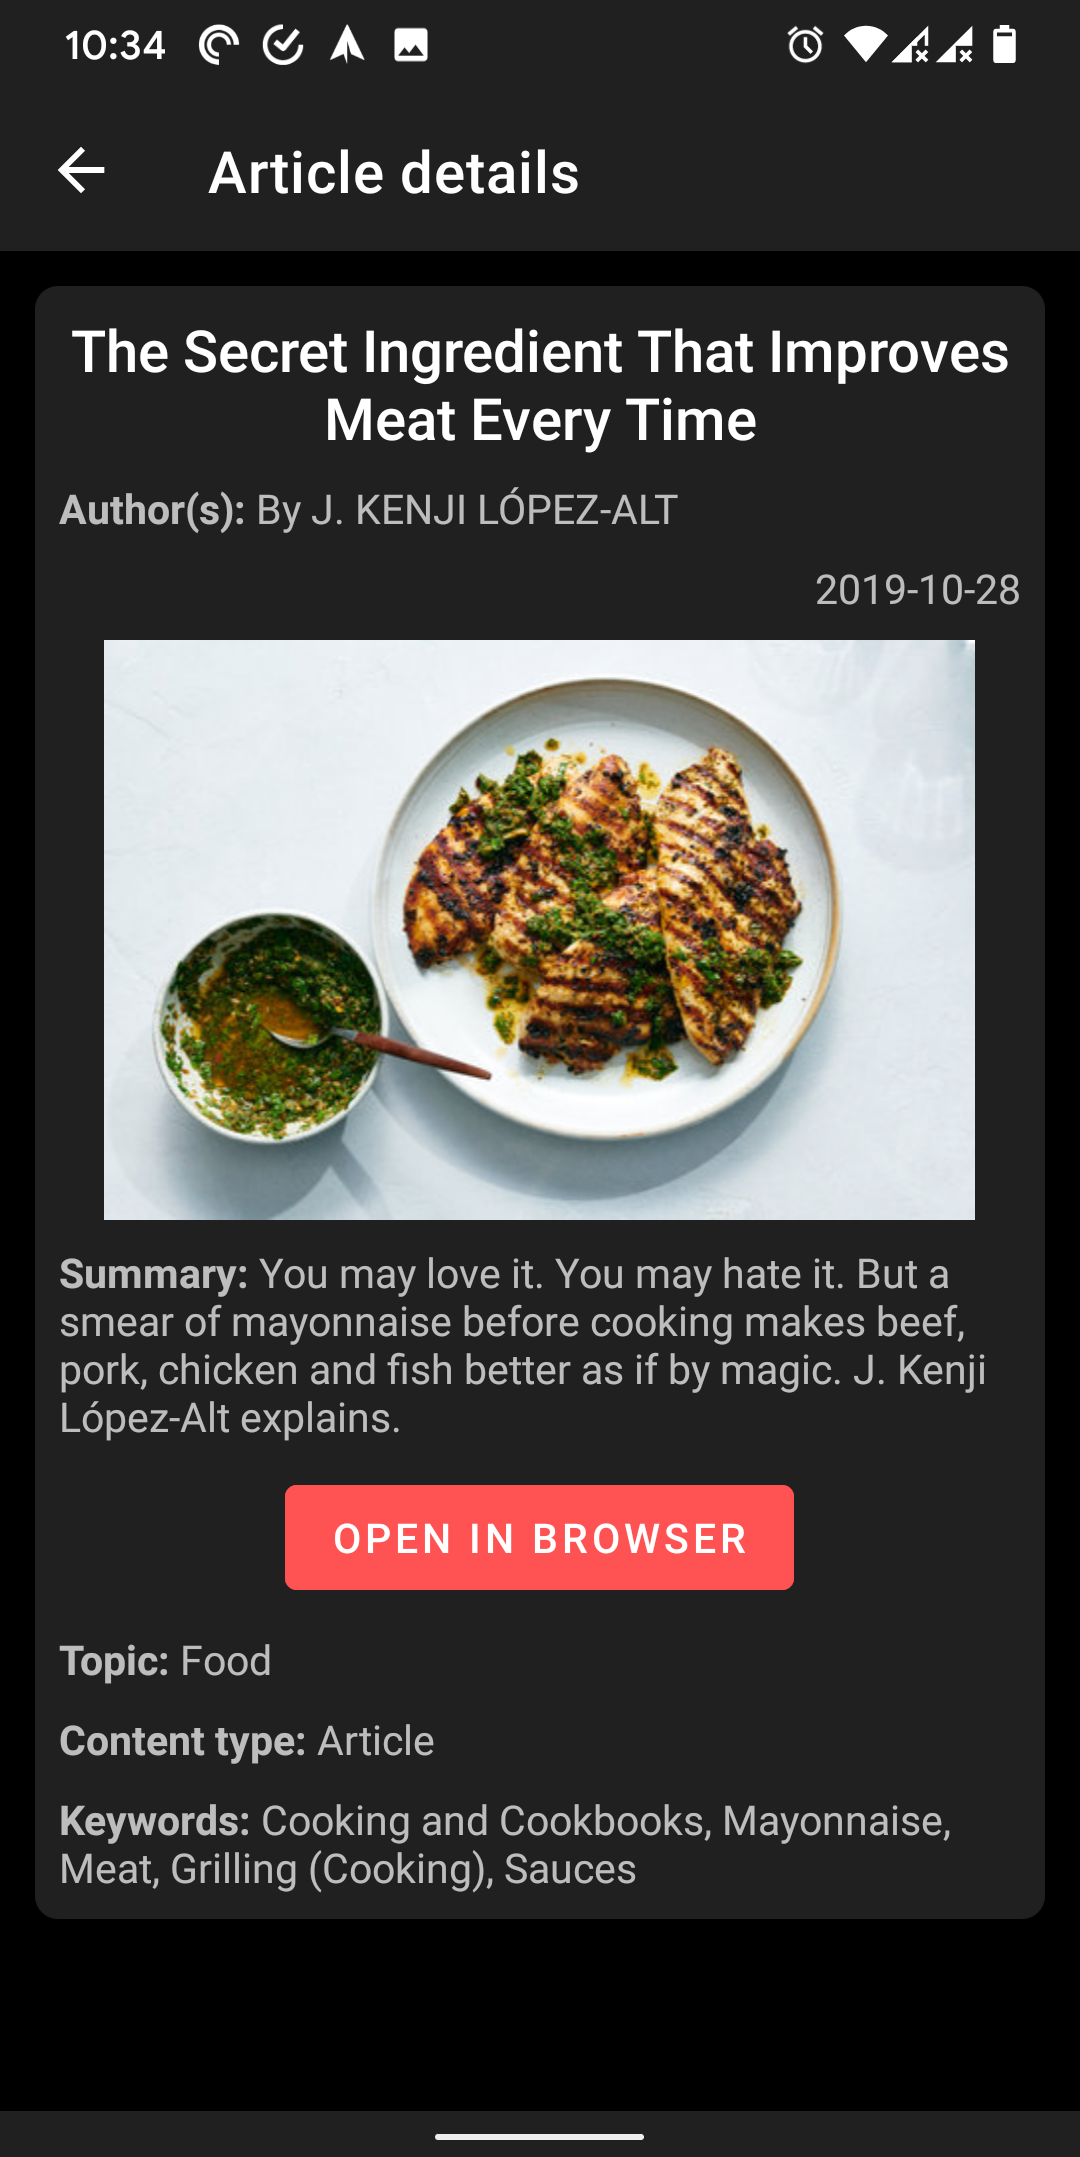 10:34
Article details
The Secret Ingredient That Improves
Meat Every Time
Author(s): By J. KENJI LÓPEZ-ALT
2019-10-28
Summary: You may love it. You may hate it. But a
smear of mayonnaise before cooking makes beef,
pork, chicken and fish better as if by magic. J. Kenji
López-Alt explains.
OPEN IN BROWSER
Topic: Food
Content type: Article
Keywords: Cooking and Cookbooks, Mayonnaise,
Meat, Grilling (Cooking), Sauces